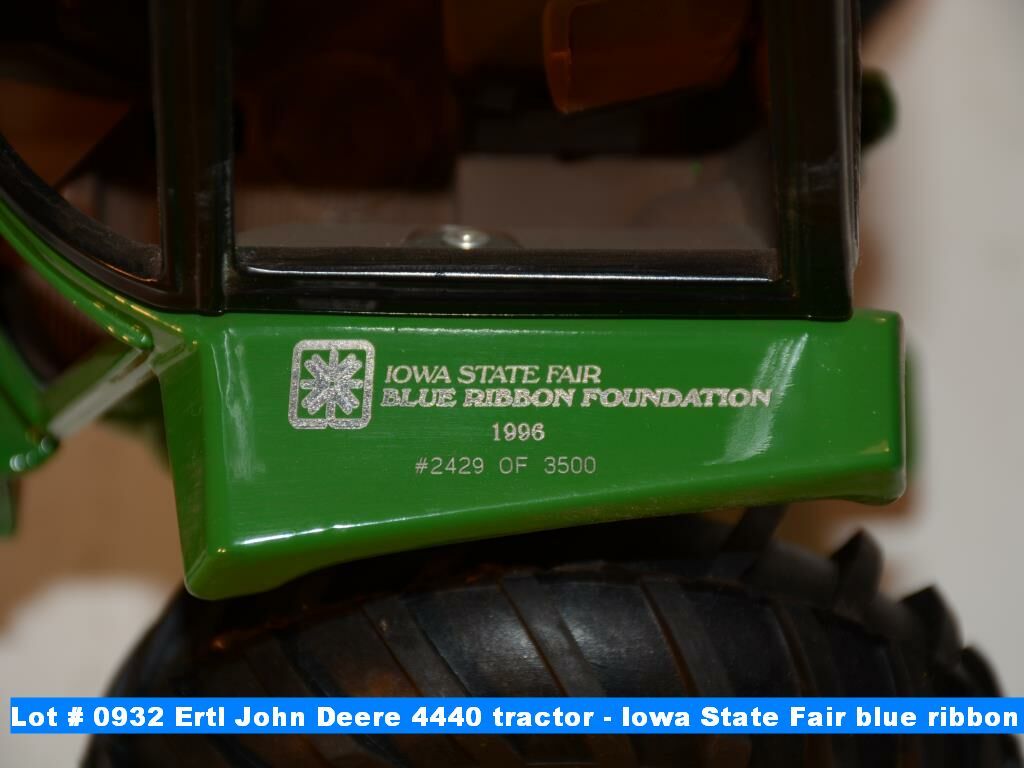 IOWA STATE FAIR
BLUE RIBBON FOUNDATION
1996
#2429 OF 3500
Lot # 0932 Ertl John Deere 4440 tractor - Iowa State Fair blue ribbon